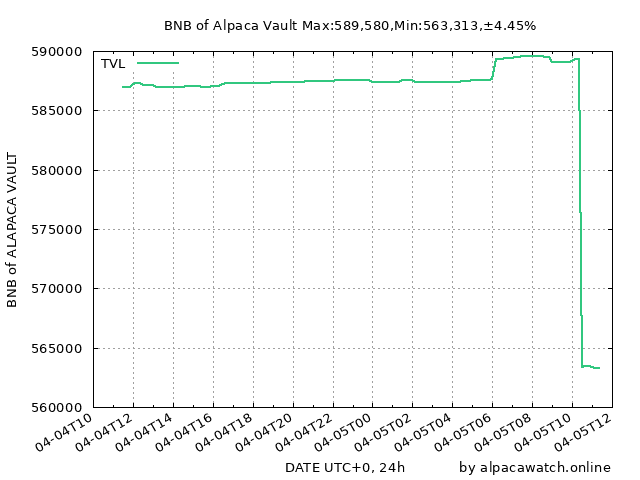 BNB of Alpaca Vault Max:589,580,Min:563,313,±4.45%
TVL
590000
585000
580000
575000
570000
565000
560000
BNB of ALAPACA VAULT
04-04T10
04-04T12
04-04T14
04-04T16
04-04T18
04-04T20
04-04T22
04-05T00
04-05T02
04-05T04
04-05T06
04-05T08
04-05T10
04-05T12
DATE UTC+0, 24h
by alpacawatch.online